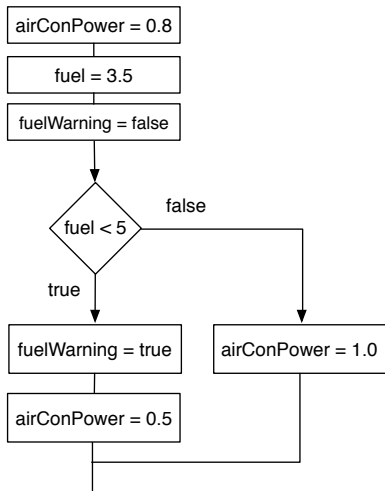 airConPower = 0.8
fuel = 3.5
fuelWarning = false
fuel < 5
false
true
fuelWarning = true
airConPower = 1.0
airConPower = 0.5